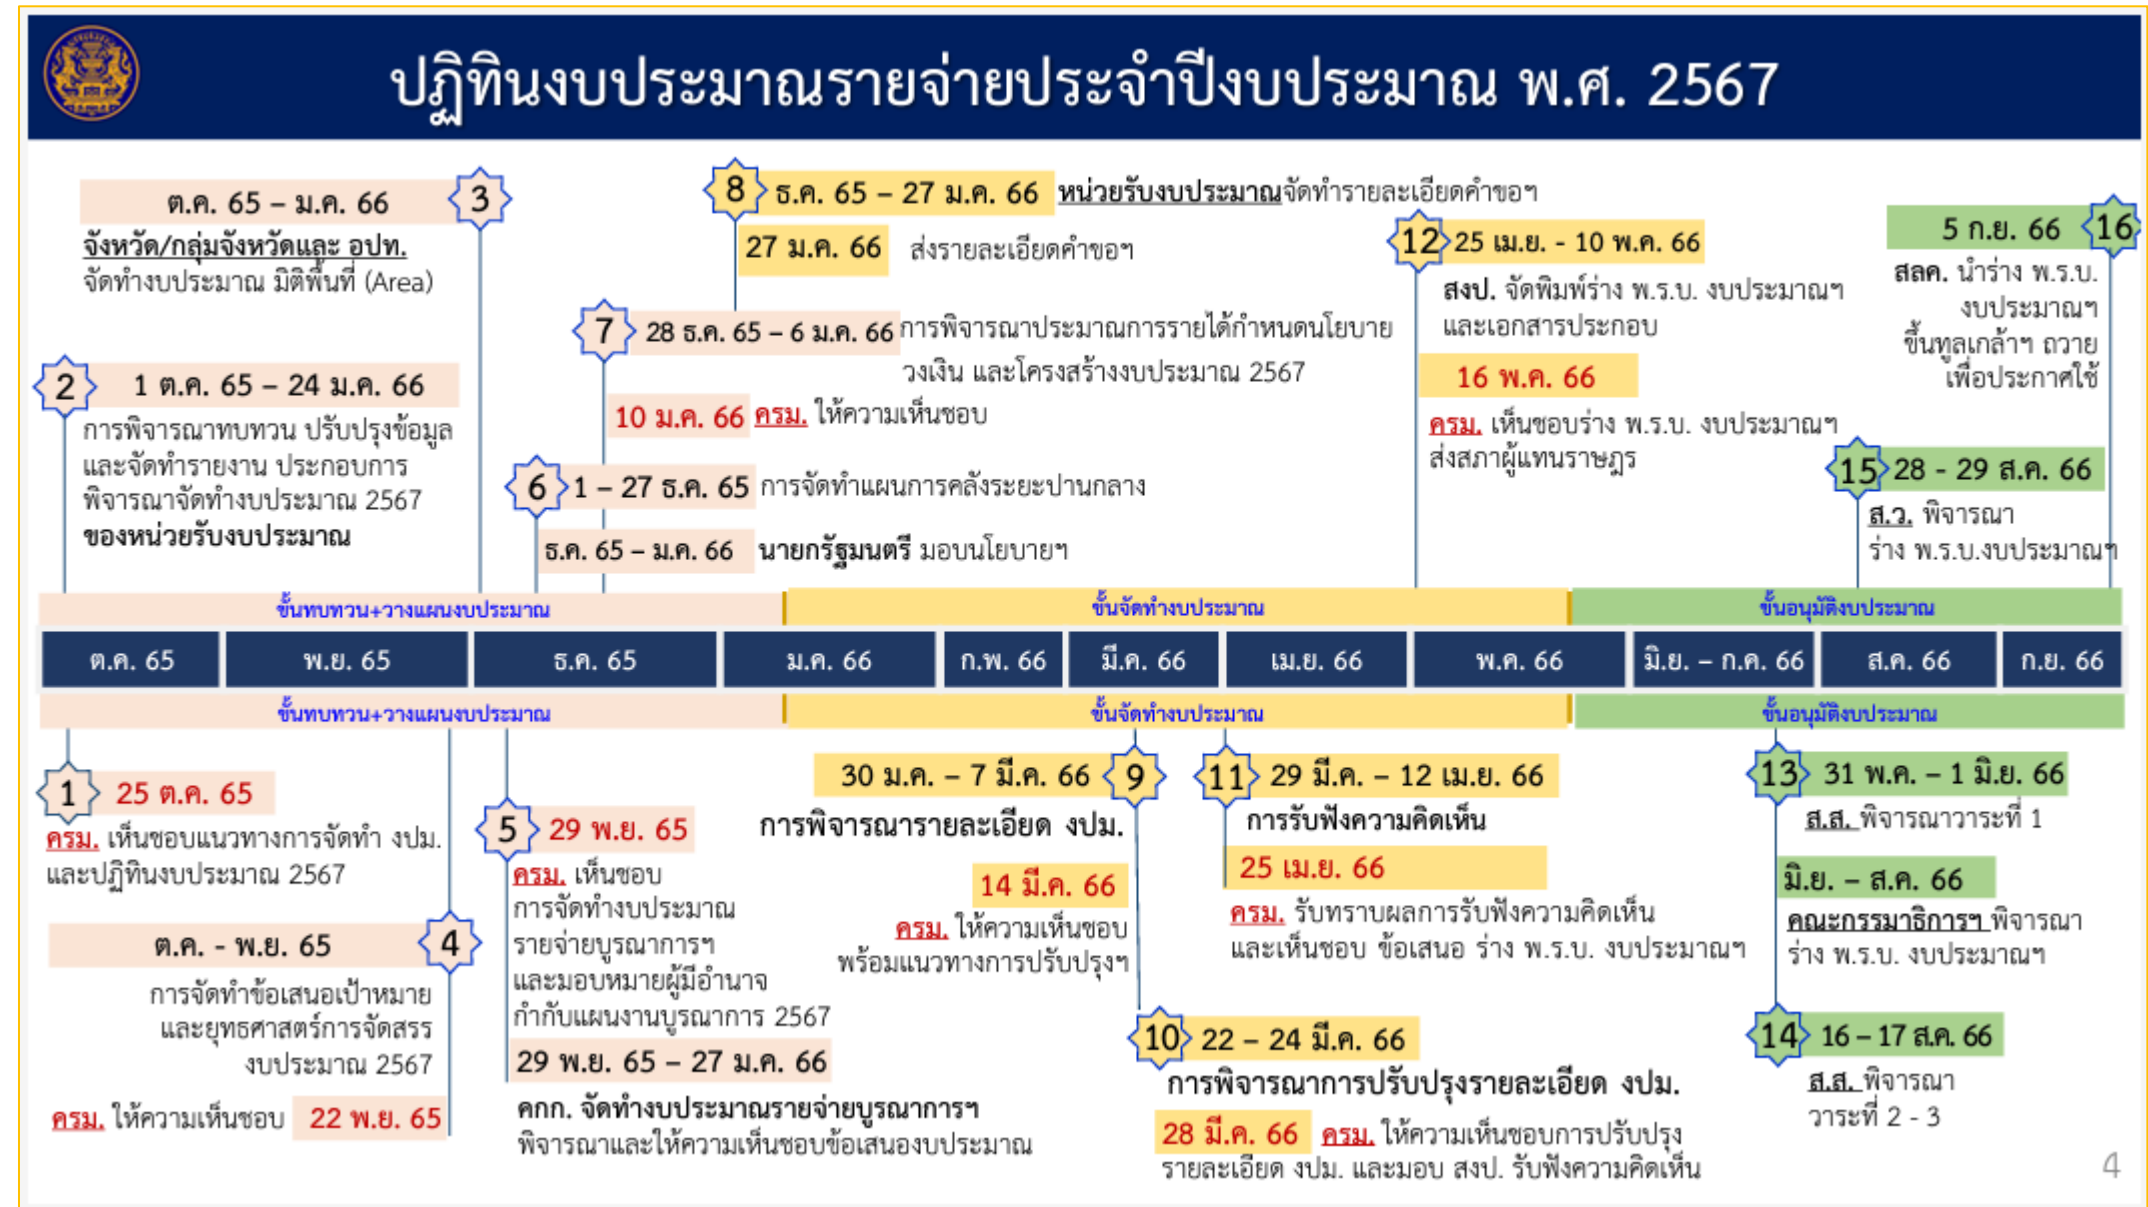 ปฏิทินงบประมาณรายจ่ายประจำปีงบประมาณ พ.ศ. 2567
ต.ค. 65 – ม.ค. 66
3
จังหวัด/กลุ่มจังหวัดและ อปท.
จัดทำงบประมาณ มิติพื้นที่ (Area)
2
1 ต.ค. 65 – 24 ม.ค. 66
การพิจารณาทบทวน ปรับปรุงข้อมูล
และจัดทำรายงาน ประกอบการ
พิจารณาจัดทำงบประมาณ 2567
ของหน่วยรับงบประมาณ
8
ธ.ค. 65 – 27 ม.ค. 66 หน่วยรับงบประมาณจัดทำรายละเอียดคำขอฯ
27 ม.ค. 66 ส่งรายละเอียดคำขอฯ
7
28 ธ.ค. 65 – 6 ม.ค. 66 การพิจารณาประมาณการรายได้กำหนดนโยบาย
วงเงิน และโครงสร้างงบประมาณ 2567
10 ม.ค. 66 ครม. ให้ความเห็นชอบ
6
1 – 27 ธ.ค. 65 การจัดทำแผนการคลังระยะปานกลาง
ธ.ค. 65 – ม.ค. 66 นายกรัฐมนตรี มอบนโยบายฯ
12
25 เม.ย. - 10 พ.ค. 66
สงป. จัดพิมพ์ร่าง พ.ร.บ. งบประมาณฯ
และเอกสารประกอบ
16 พ.ค. 66
ครม. เห็นชอบร่าง พ.ร.บ. งบประมาณฯ
ส่งสภาผู้แทนราษฎร
5 ก.ย. 66
16
สลค. นำร่าง พ.ร.บ.
งบประมาณฯ
ขึ้นทูลเกล้าฯ ถวาย
เพื่อประกาศใช้
15
28 - 29 ส.ค. 66
ส.ว. พิจารณา
ร่าง พ.ร.บ.งบประมาณฯ
ขั้นทบทวน+วางแผนงบประมาณ ขั้นจัดทำงบประมาณ ขั้นอนุมัติงบประมาณ
ต.ค. 65 พ.ย. 65 ธ.ค. 65 ม.ค. 66 ก.พ. 66 มี.ค. 66 เม.ย. 66 พ.ค. 66 มิ.ย. – ก.ค. 66 ส.ค. 66 ก.ย. 66
ขั้นทบทวน+วางแผนงบประมาณ ขั้นจัดทำงบประมาณ ขั้นอนุมัติงบประมาณ
1
25 ต.ค. 65
ครม. เห็นชอบแนวทางการจัดทำ งปม.
และปฏิทินงบประมาณ 2567
ต.ค. - พ.ย. 65
4
การจัดทำข้อเสนอเป้าหมาย
และยุทธศาสตร์การจัดสรร
งบประมาณ 2567
ครม. ให้ความเห็นชอบ 22 พ.ย. 65
5
29 พ.ย. 65
ครม. เห็นชอบ
การจัดทำงบประมาณ
รายจ่ายบูรณาการฯ
และมอบหมายผู้มีอำนาจ
กำกับแผนงานบูรณาการ 2567
29 พ.ย. 65 – 27 ม.ค. 66
คกก. จัดทำงบประมาณรายจ่ายบูรณาการฯ
พิจารณาและให้ความเห็นชอบข้อเสนองบประมาณ
30 ม.ค. – 7 มี.ค. 66
9
การพิจารณารายละเอียด งปม.
14 มี.ค. 66
ครม. ให้ความเห็นชอบ
พร้อมแนวทางการปรับปรุงฯ
10
22 – 24 มี.ค. 66
การพิจารณาการปรับปรุงรายละเอียด งปม.
28 มี.ค. 66 ครม. ให้ความเห็นชอบการปรับปรุง
รายละเอียด งปม. และมอบ สงป. รับฟังความคิดเห็น
11
29 มี.ค. – 12 เม.ย. 66
การรับฟังความคิดเห็น
25 เม.ย. 66
ครม. รับทราบผลการรับฟังความคิดเห็น
และเห็นชอบ ข้อเสนอ ร่าง พ.ร.บ. งบประมาณฯ
13
31 พ.ค. – 1 มิ.ย. 66
ส.ส. พิจารณาวาระที่ 1
มิ.ย. – ส.ค. 66
คณะกรรมาธิการฯ พิจารณา
ร่าง พ.ร.บ. งบประมาณฯ
14
16 – 17 ส.ค. 66
ส.ส. พิจารณา
วาระที่ 2 - 3
4